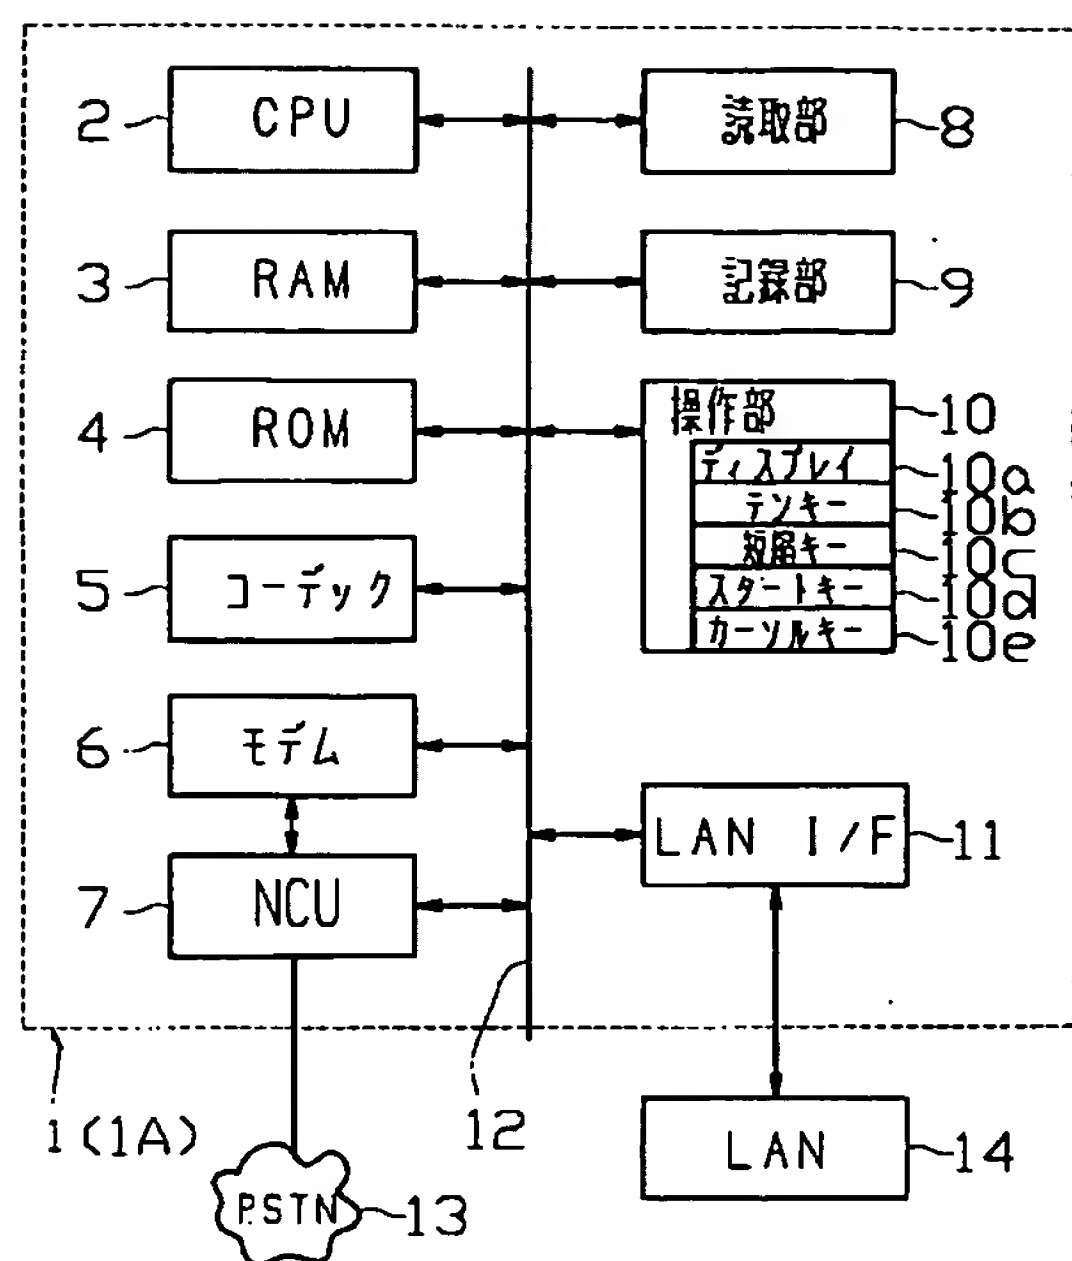 2 CPU
読取部 8
3 RAM
記録部 9
4 ROM
操作部 10
ディスプレイ 10a
テンキー 10b
短縮キー 10c
スタートキー 10d
カーソルキー 10e
5 コーデック
6 モデム
LAN I/F 11
7 NCU
1(1A)
12
LAN 14
PSTN 13